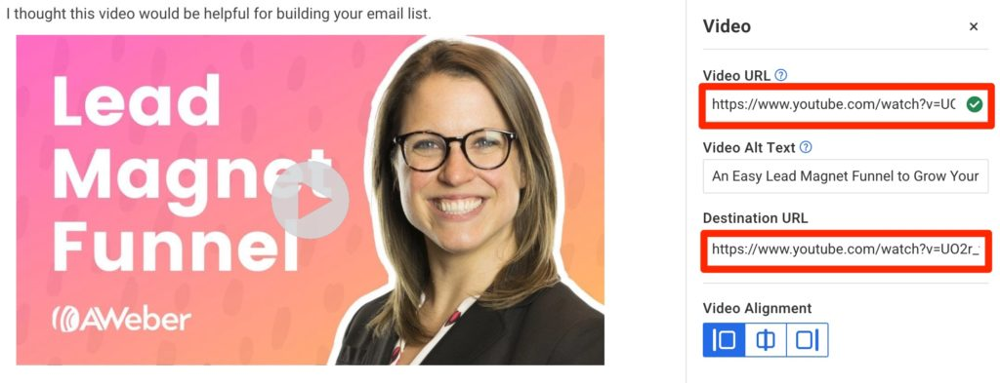 I thought this video would be helpful for building your email list.
Lead
Magnet
Funnel
AWeber
Video
Video URL
https://www.youtube.com/watch?v=UO
Video Alt Text
An Easy Lead Magnet Funnel to Grow Your
Destination URL
https://www.youtube.com/watch?v=UO2r_
Video Alignment